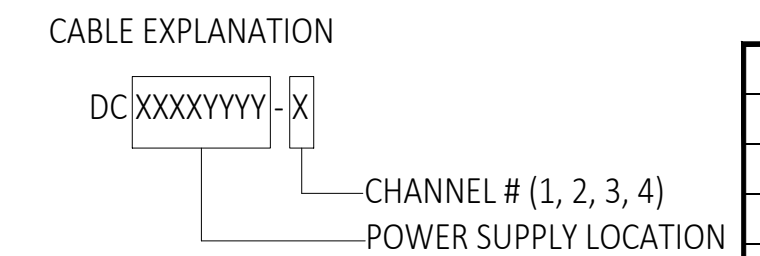 CABLE EXPLANATION
DC XXXXYYYY - X
CHANNEL # (1, 2, 3, 4)
POWER SUPPLY LOCATION